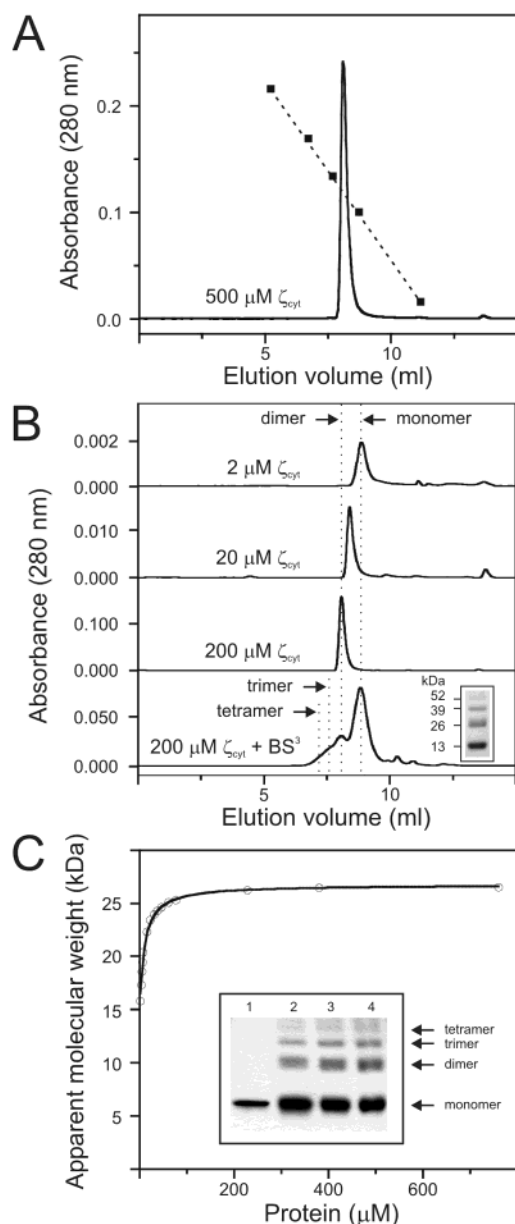 A
Absorbance (280 nm)
0.2
0.1
0.0
500 μM ζcyt
5
10
Elution volume (ml)
B
Absorbance (280 nm)
dimer
monomer
0.002
0.000
2 μM ζcyt
0.010
0.000
20 μM ζcyt
0.100
0.000
200 μM ζcyt
trimer
tetramer
0.050
0.000
200 μM ζcyt + BS³
kDa
52
39
26
13
5
10
Elution volume (ml)
C
Apparent molecular weight (kDa)
25
20
15
10
5
1 2 3 4
tetramer
trimer
dimer
monomer
200 400 600
Protein (μM)